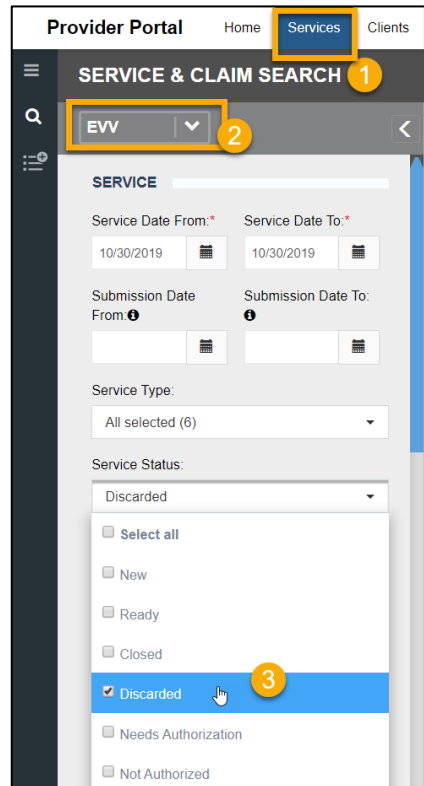 Provider Portal Home Services Clients
SERVICE & CLAIM SEARCH 1
EVV 2
SERVICE
Service Date From:* Service Date To:*
10/30/2019 10/30/2019
Submission Date Submission Date To:
From:
Service Type:
All selected (6)
Service Status:
Discarded
Select all
New
Ready
Closed
Discarded 3
Needs Authorization
Not Authorized